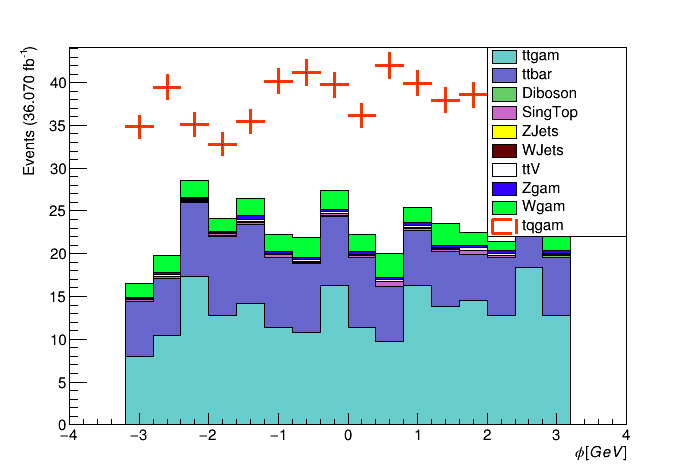 Events (36.070 fb⁻¹)
40
35
30
25
20
15
10
5
0
−4 −3 −2 −1 0 1 2 3 4
ϕ[GeV]
ttgam
ttbar
Diboson
SingTop
ZJets
WJets
ttV
Zgam
Wgam
tqgam